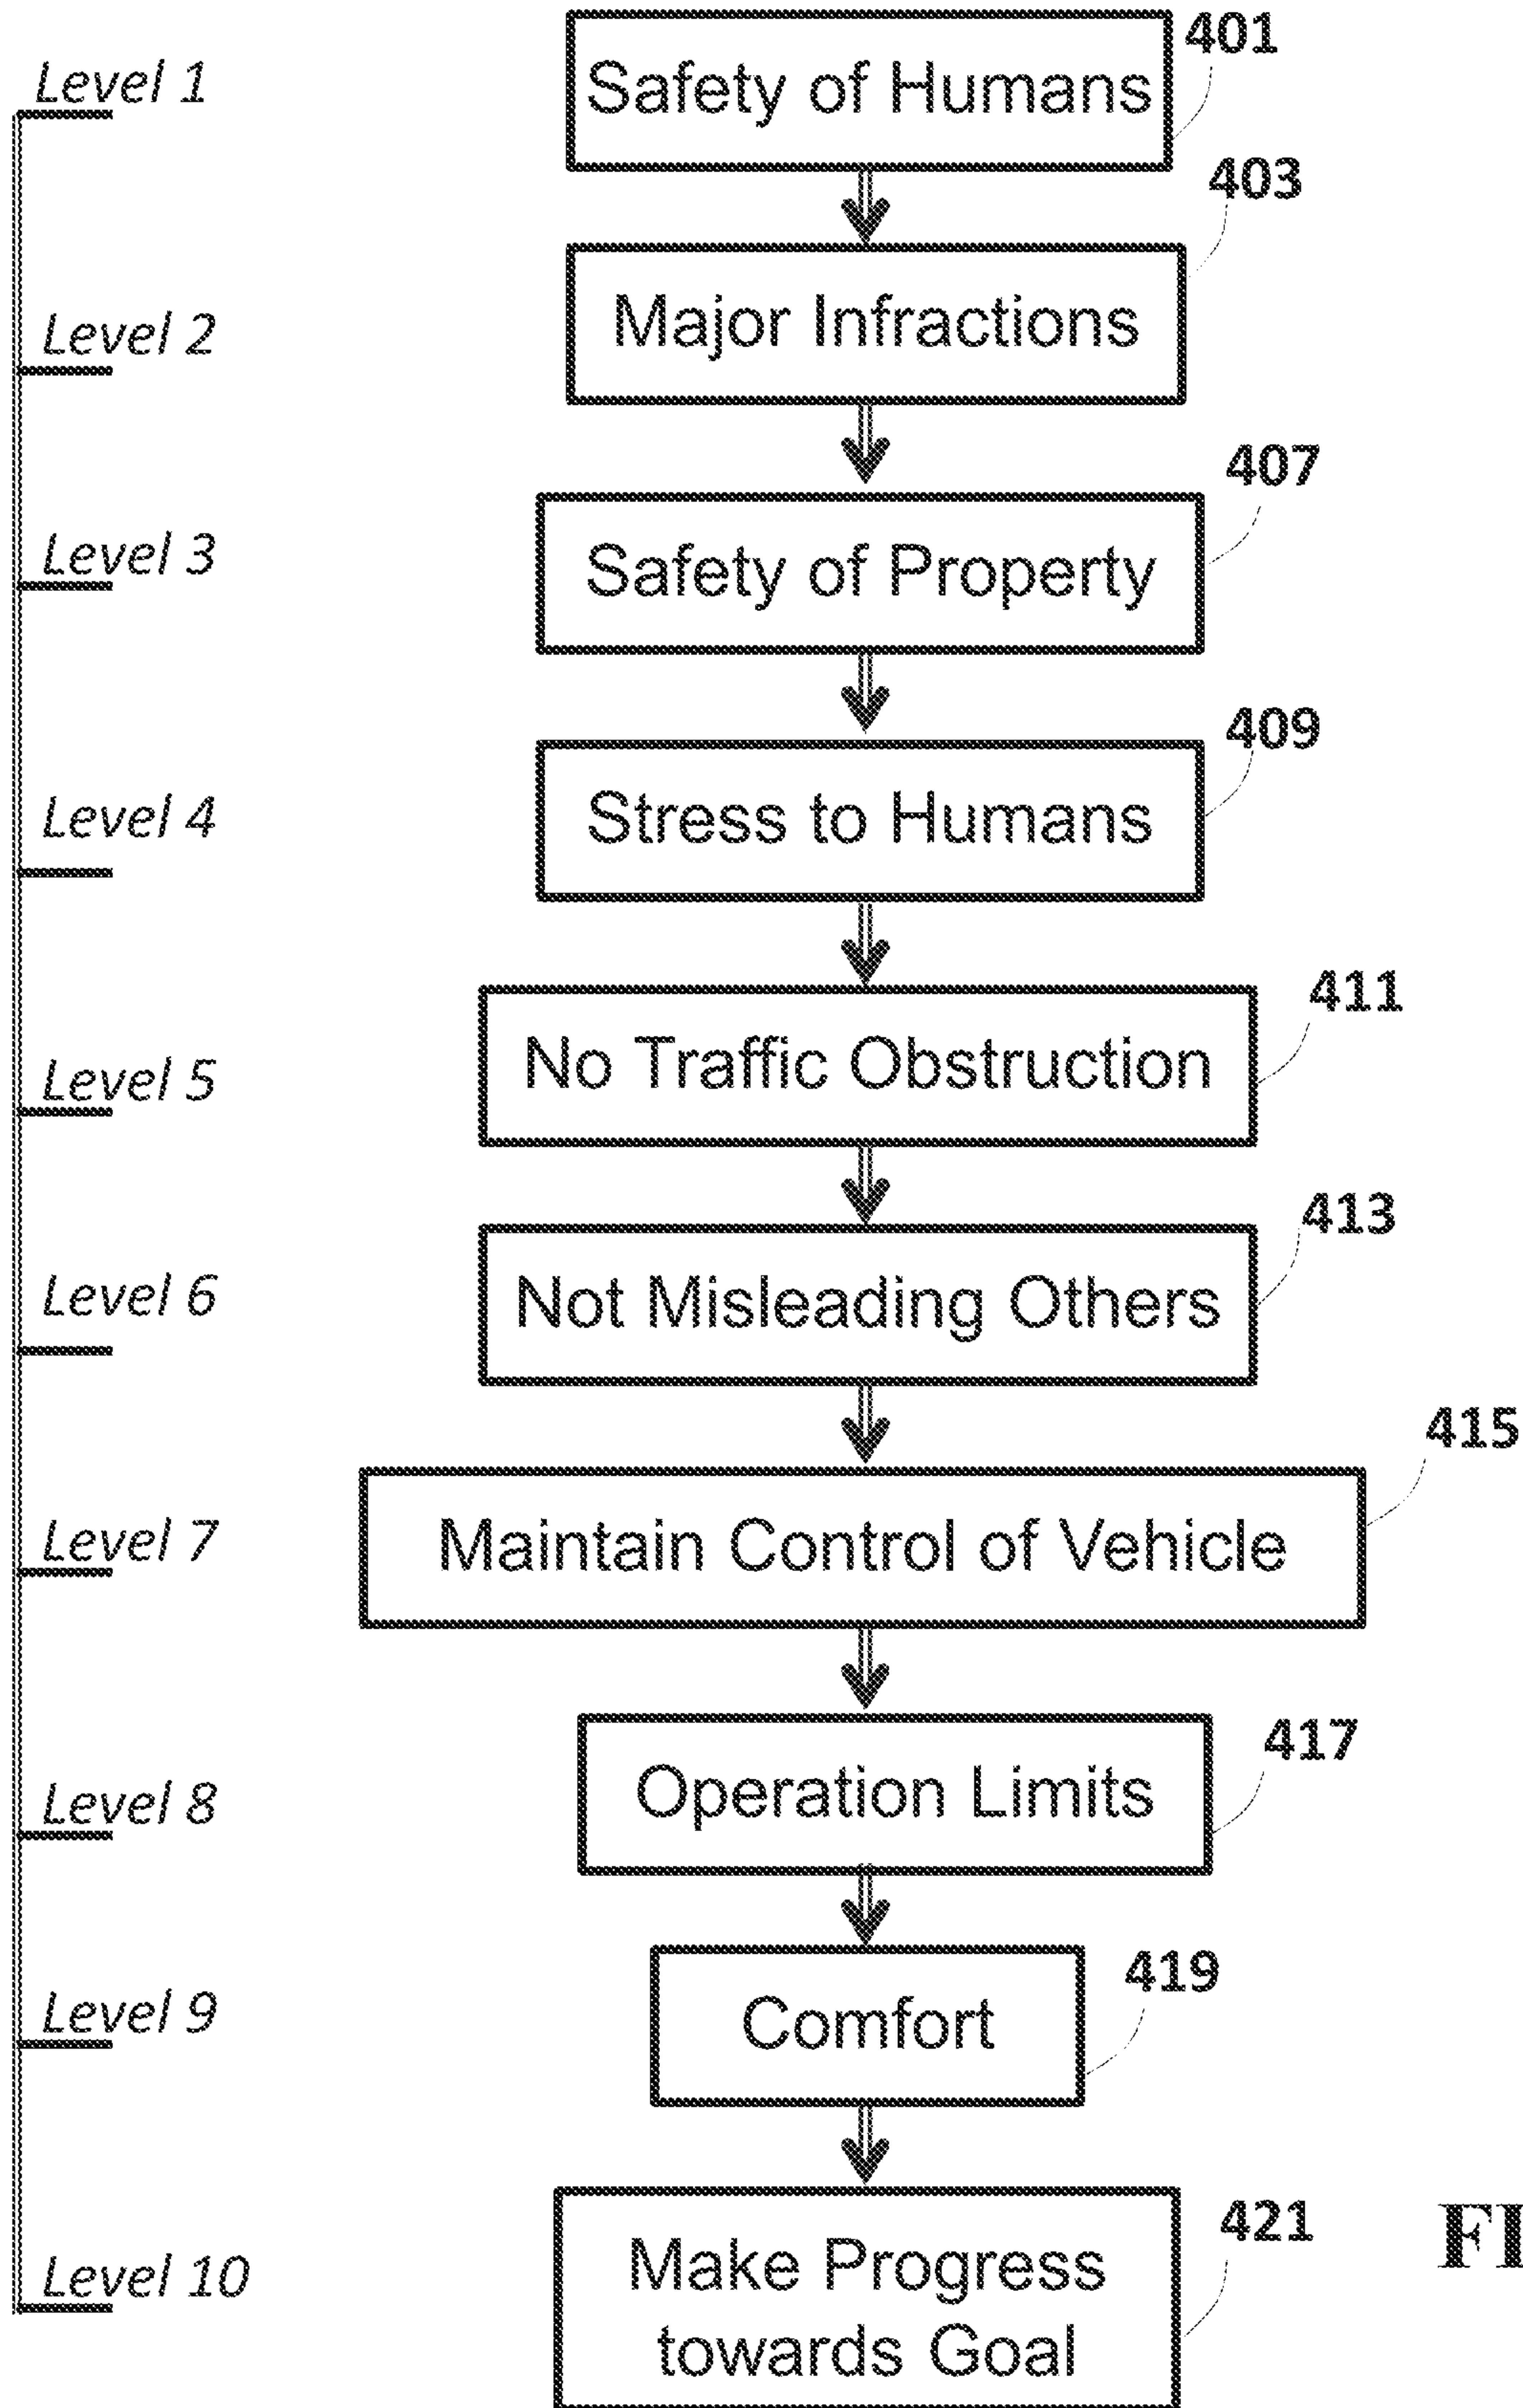 Level 1
Safety of Humans
401
403
Level 2
Major Infractions
407
Level 3
Safety of Property
409
Level 4
Stress to Humans
411
Level 5
No Traffic Obstruction
413
Level 6
Not Misleading Others
415
Level 7
Maintain Control of Vehicle
417
Level 8
Operation Limits
419
Level 9
Comfort
421
FI
Level 10
Make Progress
towards Goal